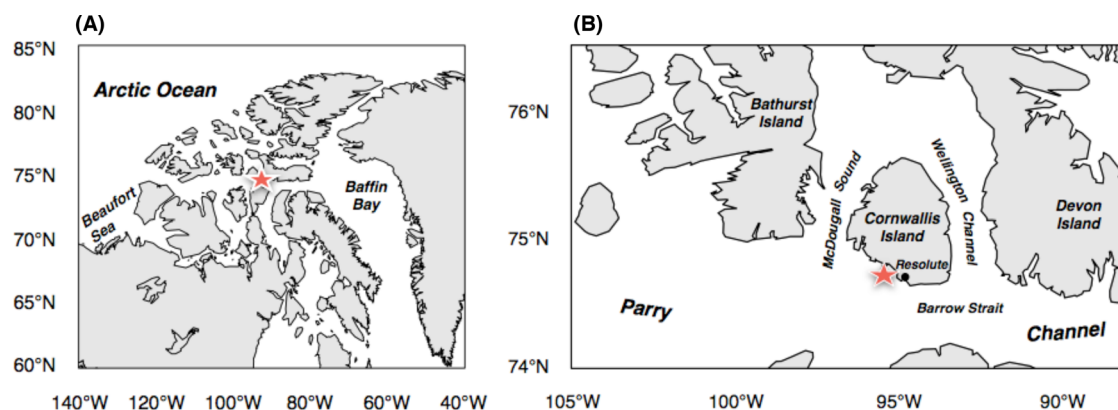 (A)
85°N
80°N
75°N
70°N
65°N
60°N
140°W
120°W
100°W
80°W
60°W
40°W
Arctic Ocean
Beaufort
Sea
Baffin
Bay
(B)
76°N
75°N
74°N
105°W
100°W
95°W
90°W
Bathurst
Island
McDougall Sound
Wellington Channel
Cornwallis
Island
Resolute
Devon
Island
Barrow Strait
Parry
Channel